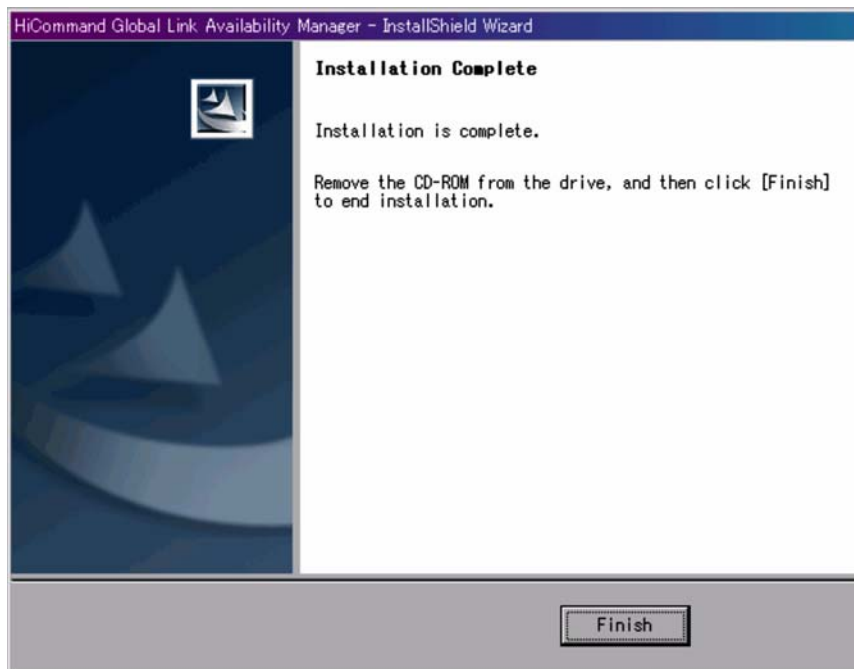 HiCommand Global Link Availability Manager - InstallShield Wizard
Installation Complete
Installation is complete.
Remove the CD-ROM from the drive, and then click [Finish]
to end installation.
Finish